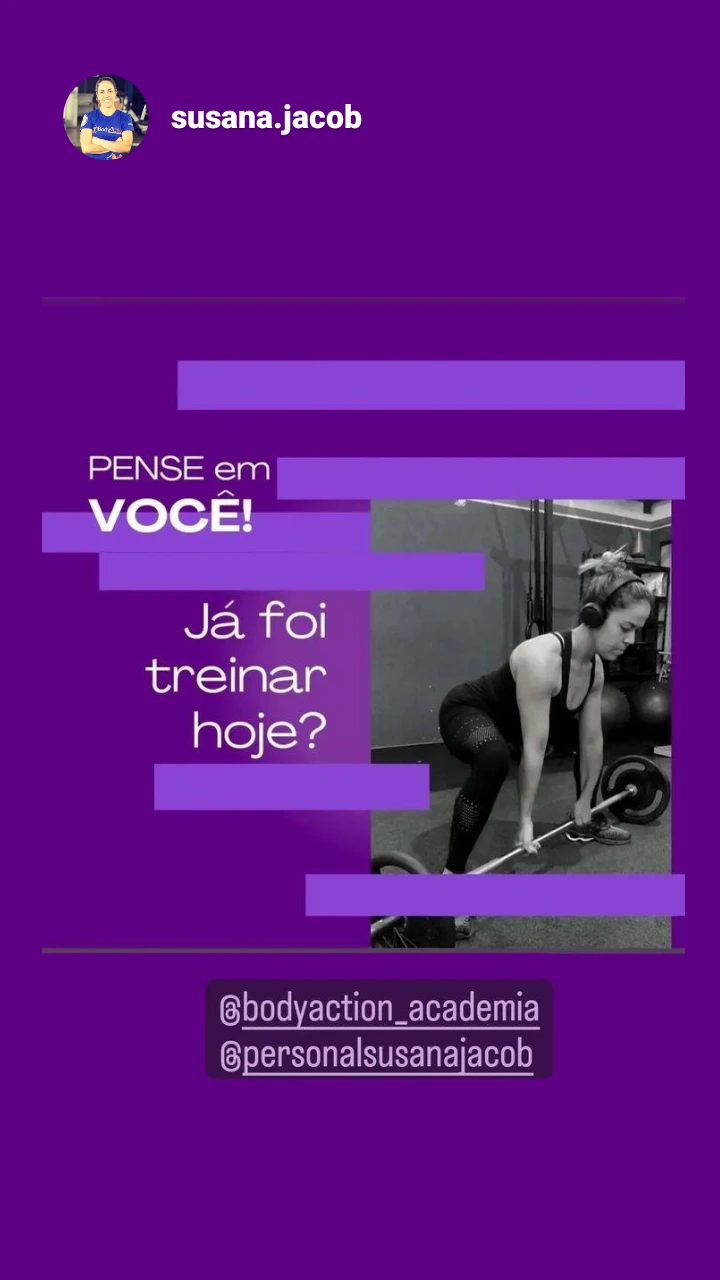 susana.jacob
PENSE em
VOCÊ!
Já foi
treinar
hoje?
@bodyaction_academia
@personalsusanajacob